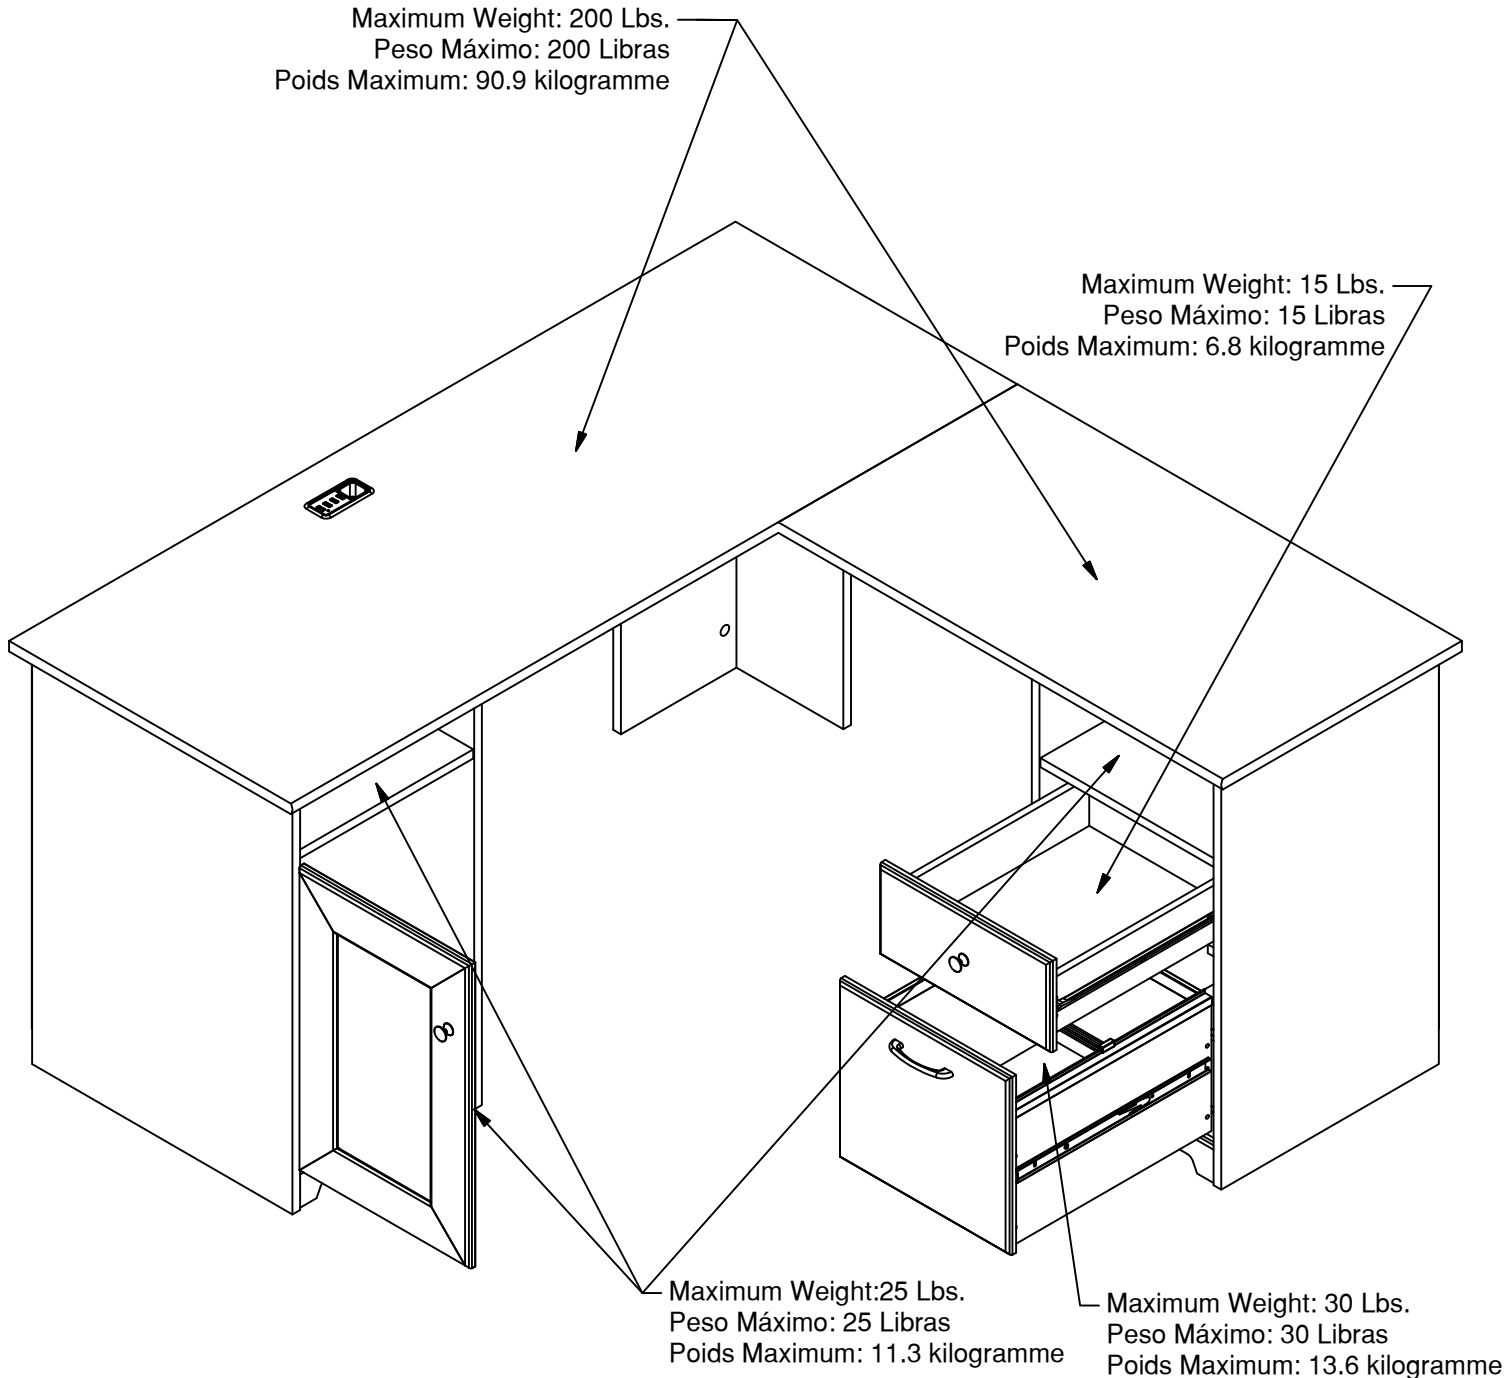 Maximum Weight: 200 Lbs.
Peso Máximo: 200 Libras
Poids Maximum: 90.9 kilogramme
Maximum Weight: 15 Lbs.
Peso Máximo: 15 Libras
Poids Maximum: 6.8 kilogramme
Maximum Weight:25 Lbs.
Peso Máximo: 25 Libras
Poids Maximum: 11.3 kilogramme
Maximum Weight: 30 Lbs.
Peso Máximo: 30 Libras
Poids Maximum: 13.6 kilogramme